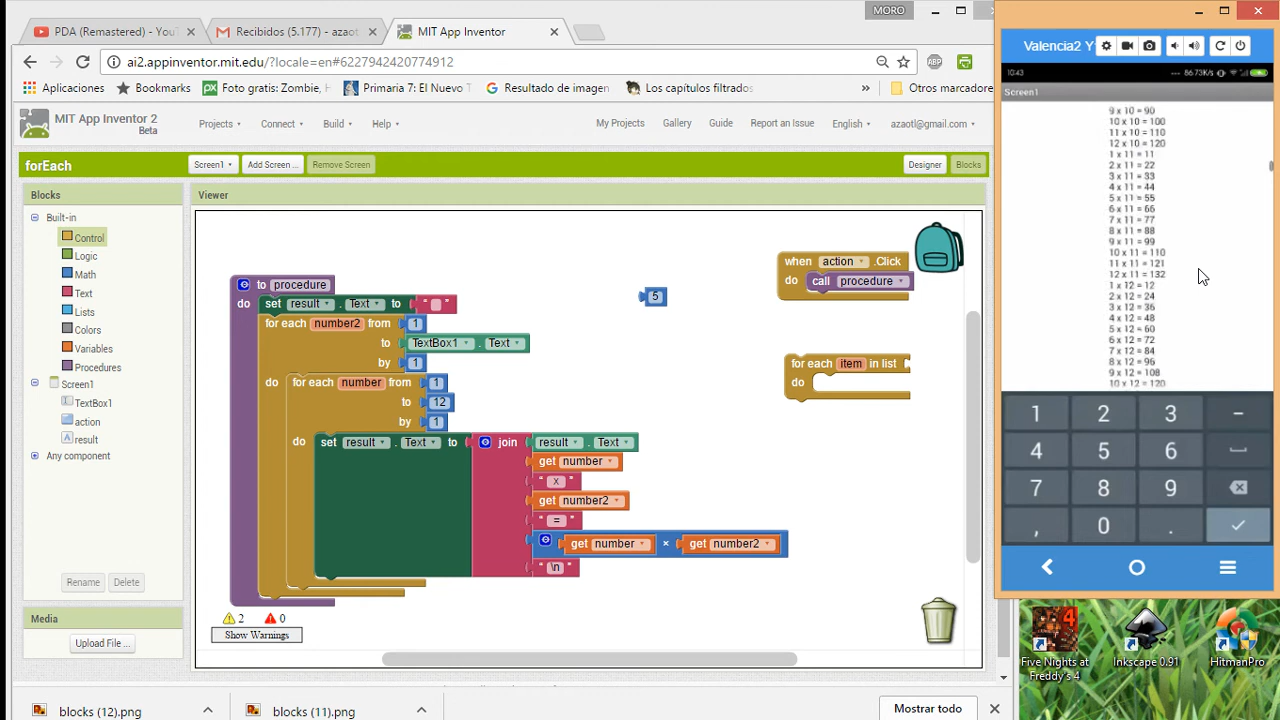 MORO
PDA (Remastered) - You
Recibidos (5.177) - azaot
MIT App Inventor
ai2.appinventor.mit.edu/?locale=en#6227942420774912
ABP
Aplicaciones
Bookmarks
Foto gratis: Zombie, H
Primaria 7: El Nuevo T
Resultado de imagen
Los capítulos filtrados
»
Otros marcadores
MIT App Inventor 2
Beta
Projects
Connect
Build
Help
My Projects
Gallery
Guide
Report an Issue
English
azaotl@gmail.com
forEach
Screen1
Add Screen ...
Remove Screen
Designer
Blocks
Blocks
Viewer
Built-in
Control
Logic
Math
Text
Lists
Colors
Variables
Procedures
Screen1
TextBox1
action
result
Any component
Rename
Delete
Media
Upload File ...
to procedure
do set result . Text to " "
for each number2 from 1
to TextBox1 . Text
by 1
do for each number from 1
to 12
by 1
do set result . Text to join result . Text
get number
" x "
get number2
" = "
get number × get number2
" \n "
5
when action .Click
do call procedure
for each item in list
do
2 0
Show Warnings
Valencia2 Y
10:43
... 86.73K/s
Screen1
9 x 10 = 90
10 x 10 = 100
11 x 10 = 110
12 x 10 = 120
1 x 11 = 11
2 x 11 = 22
3 x 11 = 33
4 x 11 = 44
5 x 11 = 55
6 x 11 = 66
7 x 11 = 77
8 x 11 = 88
9 x 11 = 99
10 x 11 = 110
11 x 11 = 121
12 x 11 = 132
1 x 12 = 12
2 x 12 = 24
3 x 12 = 36
4 x 12 = 48
5 x 12 = 60
6 x 12 = 72
7 x 12 = 84
8 x 12 = 96
9 x 12 = 108
10 x 12 = 120
1 2 3 -
4 5 6
7 8 9
, 0 .
Five Nights at
Freddy's 4
Inkscape 0.91
HitmanPro
blocks (12).png
blocks (11).png
Mostrar todo